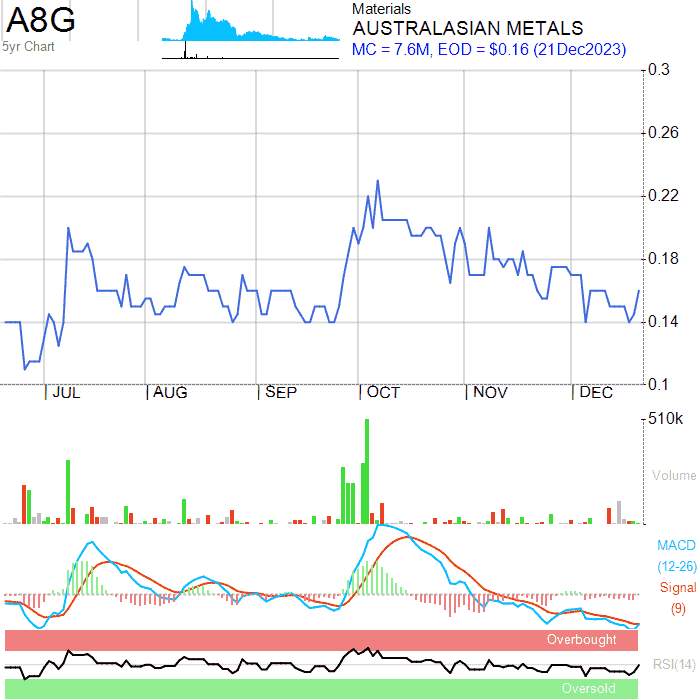 A8G
5yr Chart
Materials
AUSTRALASIAN METALS
MC = 7.6M, EOD = $0.16 (21Dec2023)
0.3
0.26
0.22
0.18
0.14
0.1
JUL
AUG
SEP
OCT
NOV
DEC
510k
Volume
MACD
(12-26)
Signal
(9)
Overbought
RSI(14)
Oversold